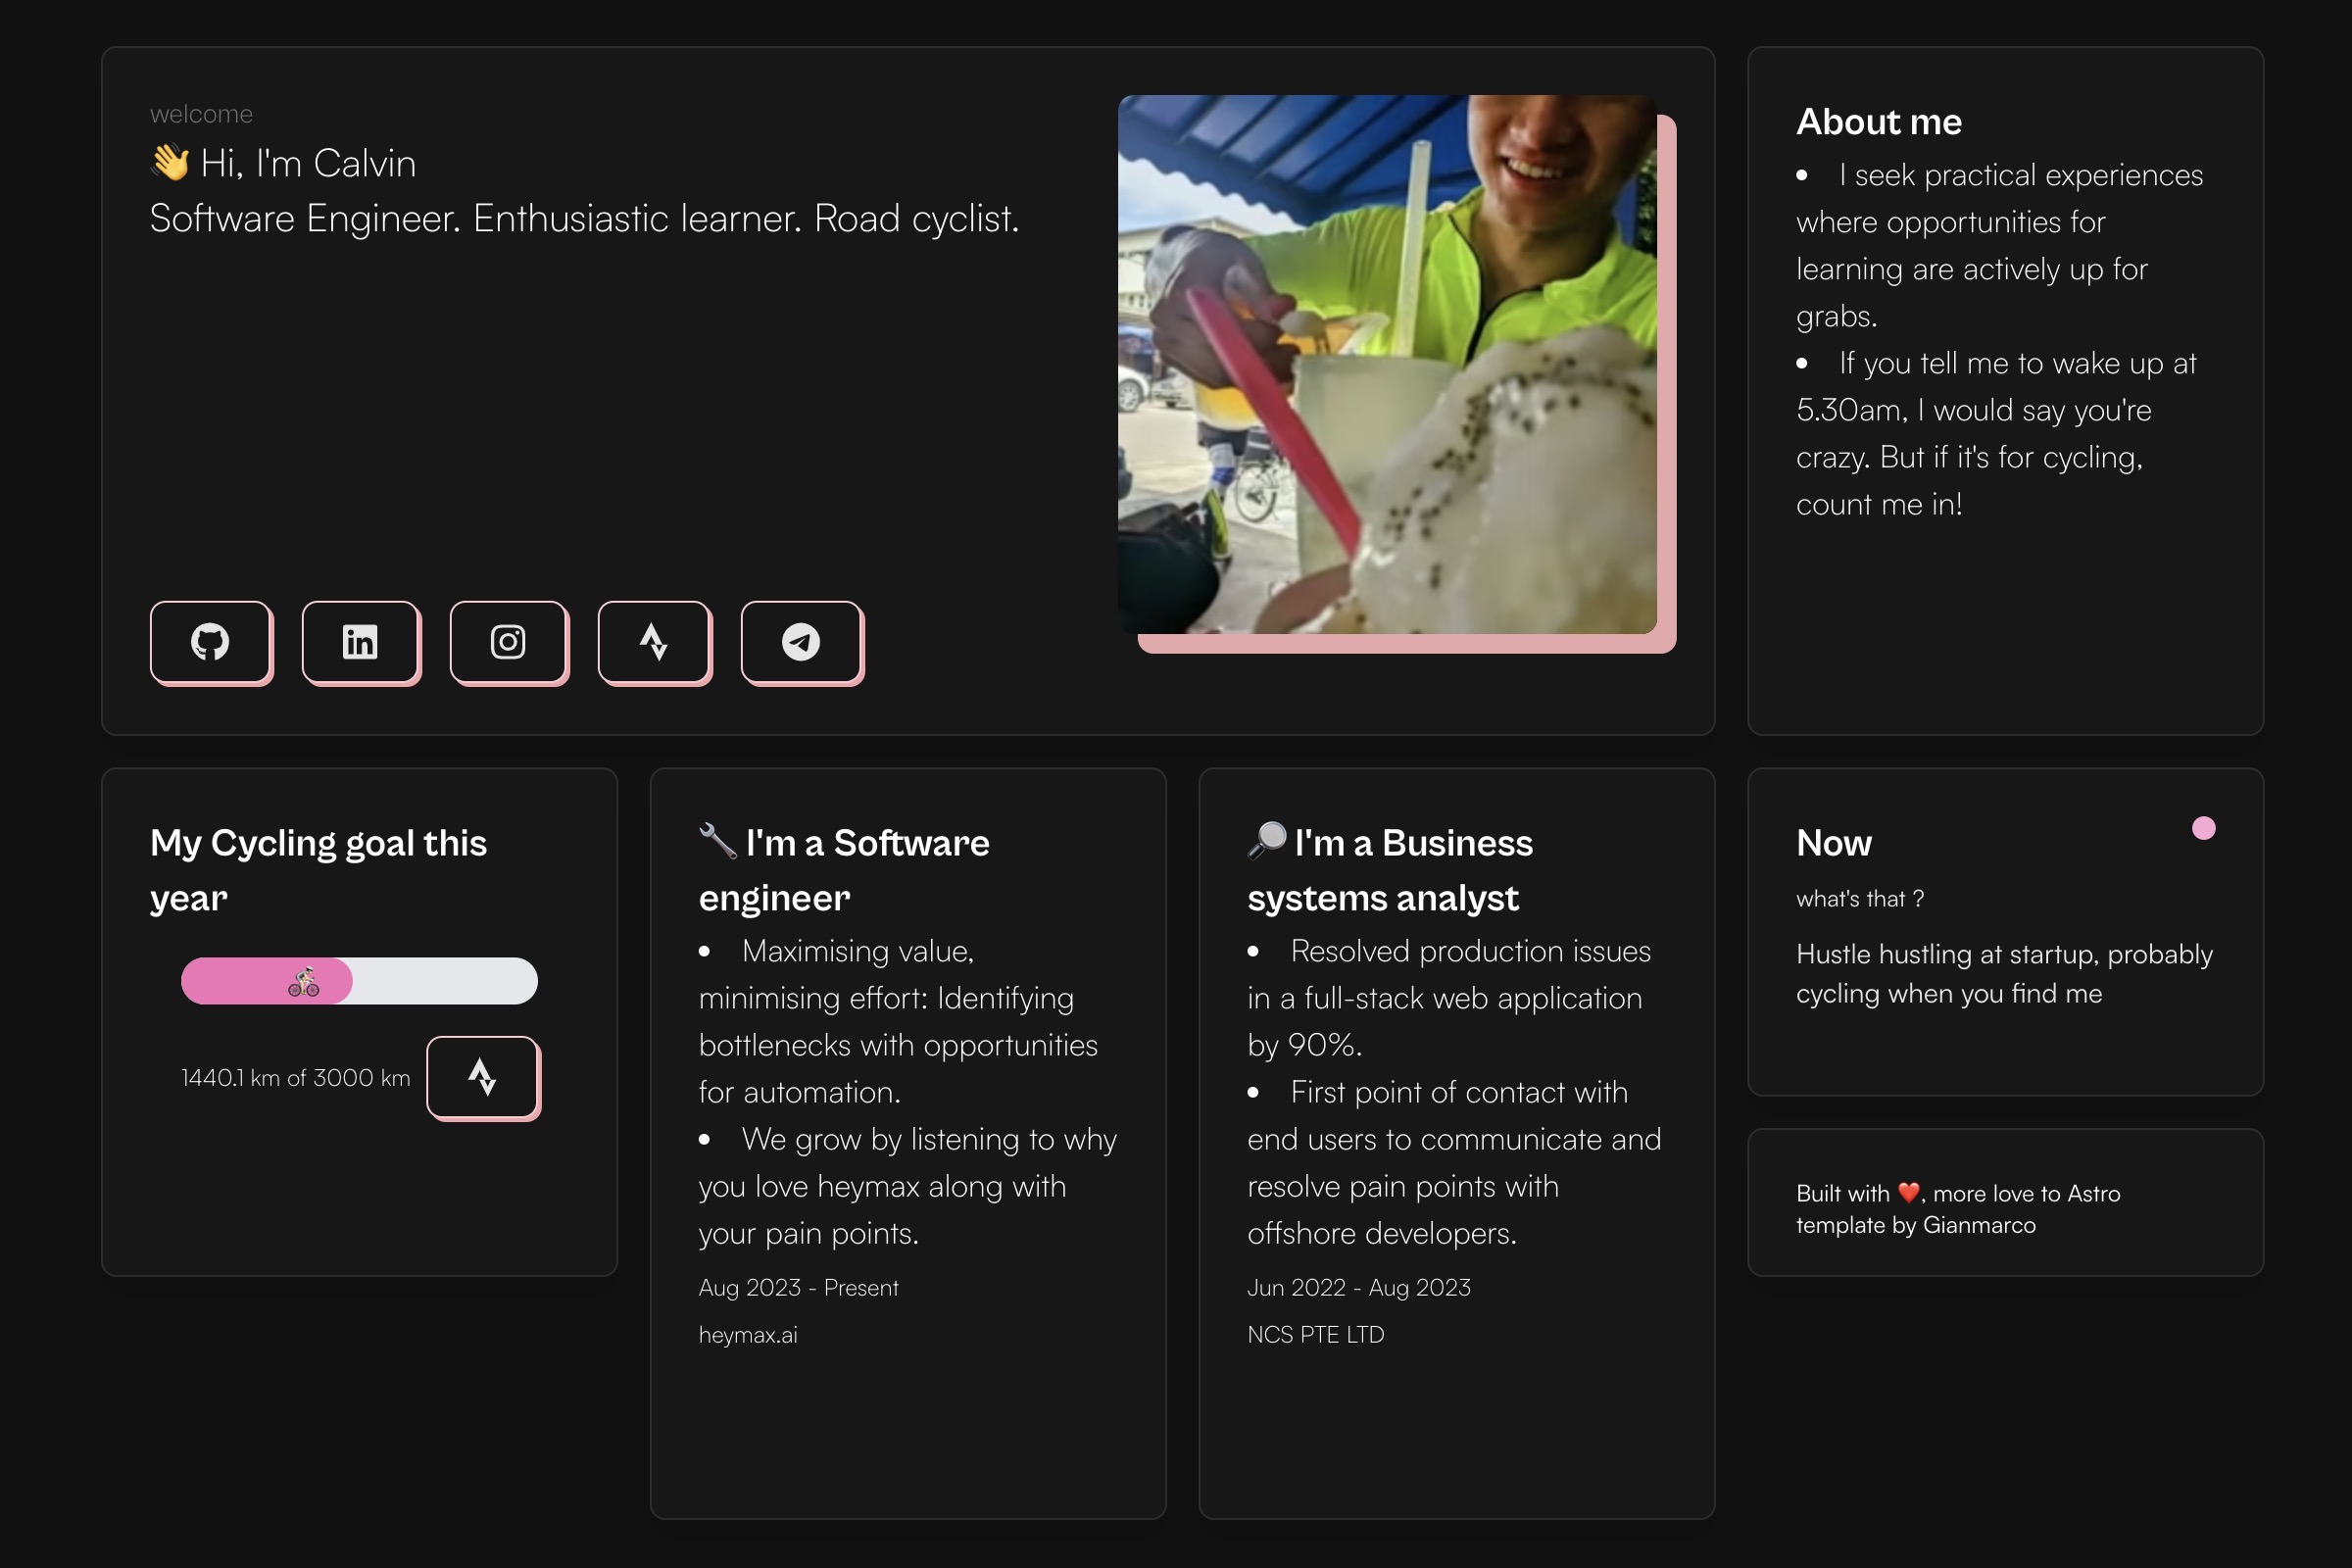 welcome
👋 Hi, I'm Calvin
Software Engineer. Enthusiastic learner. Road cyclist.
About me
• I seek practical experiences
where opportunities for
learning are actively up for
grabs.
• If you tell me to wake up at
5.30am, I would say you're
crazy. But if it's for cycling,
count me in!
My Cycling goal this
year
1440.1 km of 3000 km
🔧 I'm a Software
engineer
• Maximising value,
minimising effort: Identifying
bottlenecks with opportunities
for automation.
• We grow by listening to why
you love heymax along with
your pain points.
Aug 2023 - Present
heymax.ai
🔎 I'm a Business
systems analyst
• Resolved production issues
in a full-stack web application
by 90%.
• First point of contact with
end users to communicate and
resolve pain points with
offshore developers.
Jun 2022 - Aug 2023
NCS PTE LTD
Now
what's that ?
Hustle hustling at startup, probably
cycling when you find me
Built with ❤️, more love to Astro
template by Gianmarco